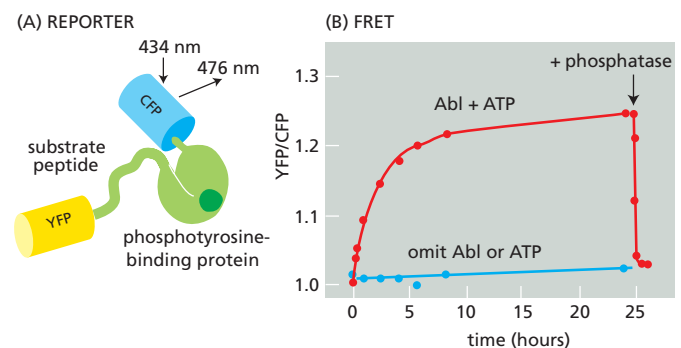 (A) REPORTER
434 nm
476 nm
CFP
substrate
peptide
YFP
phosphotyrosine-
binding protein
(B) FRET
+ phosphatase
1.3
Abl + ATP
1.2
YFP/CFP
1.1
omit Abl or ATP
1.0
0 5 10 15 20 25
time (hours)